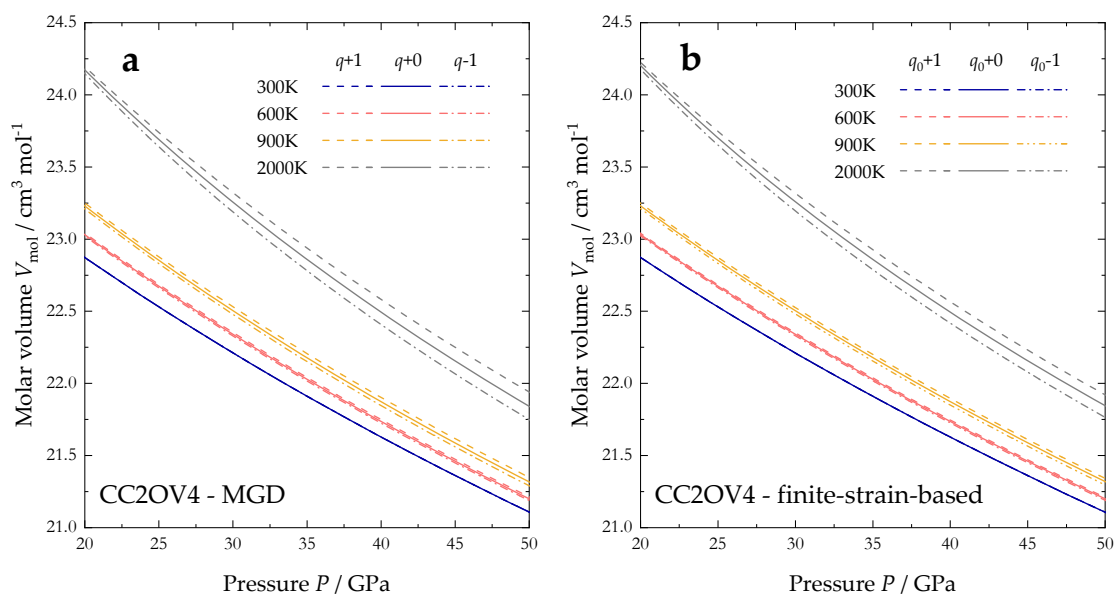 a
q+1 q+0 q-1
300K
600K
900K
2000K
24.5
24.0
23.5
23.0
22.5
22.0
21.5
21.0
Molar volume Vmol / cm³ mol⁻¹
CC2OV4 - MGD
20 25 30 35 40 45 50
Pressure P / GPa
b
q₀+1 q₀+0 q₀-1
300K
600K
900K
2000K
24.5
24.0
23.5
23.0
22.5
22.0
21.5
21.0
Molar volume Vmol / cm³ mol⁻¹
CC2OV4 - finite-strain-based
20 25 30 35 40 45 50
Pressure P / GPa